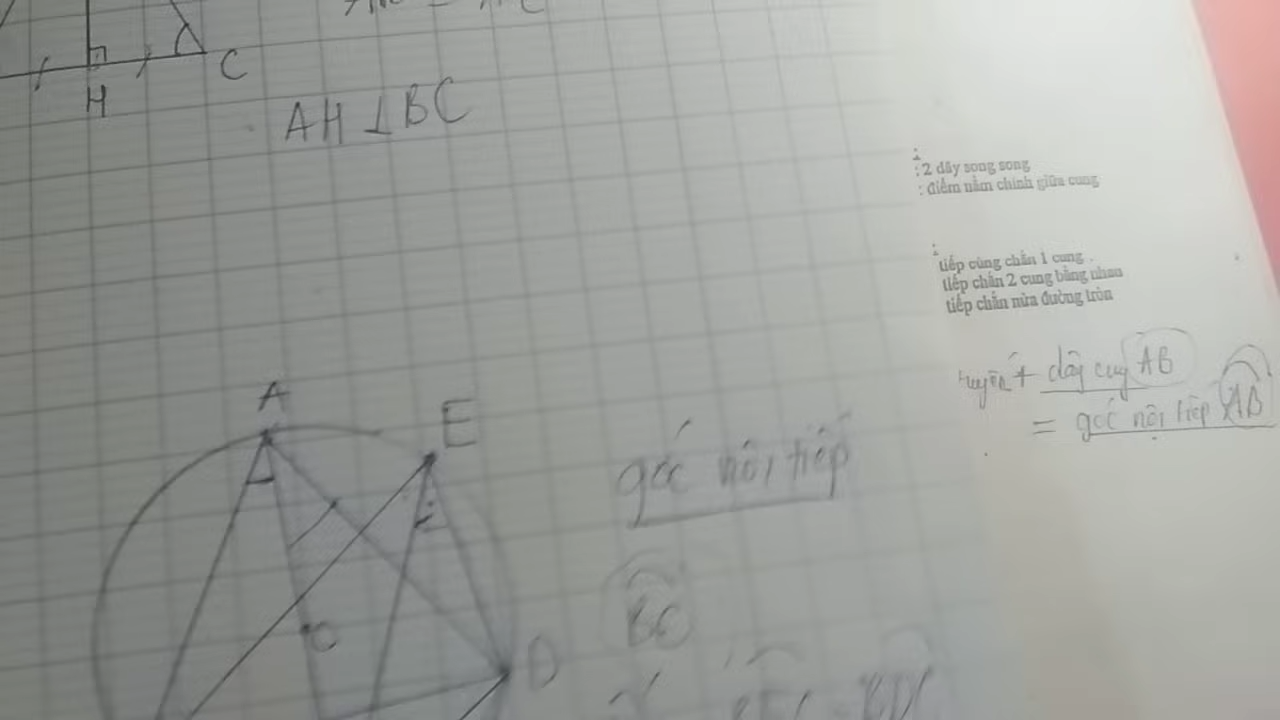 C
H
AH ⊥ BC
: 2 dây song song
: điểm nằm chính giữa cung
tiếp cùng chắn 1 cung
tiếp chắn 2 cung bằng nhau
tiếp chắn nửa đường tròn
+ dây cung AB
= góc nội tiếp AB
A
E
góc nội tiếp
BC
D